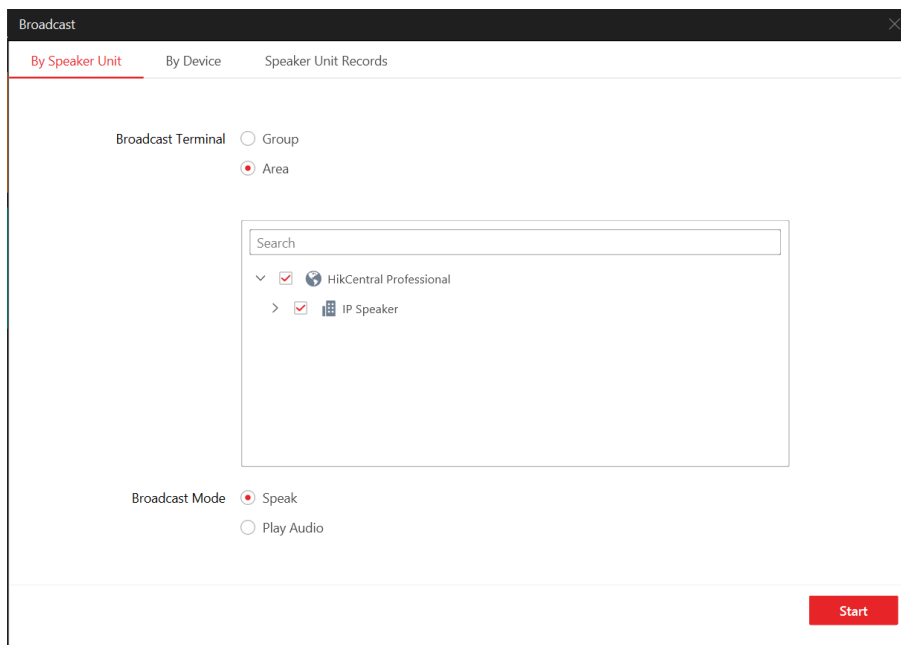 Broadcast
By Speaker Unit By Device Speaker Unit Records
Broadcast Terminal Group
Area
Search
HikCentral Professional
IP Speaker
Broadcast Mode Speak
Play Audio
Start